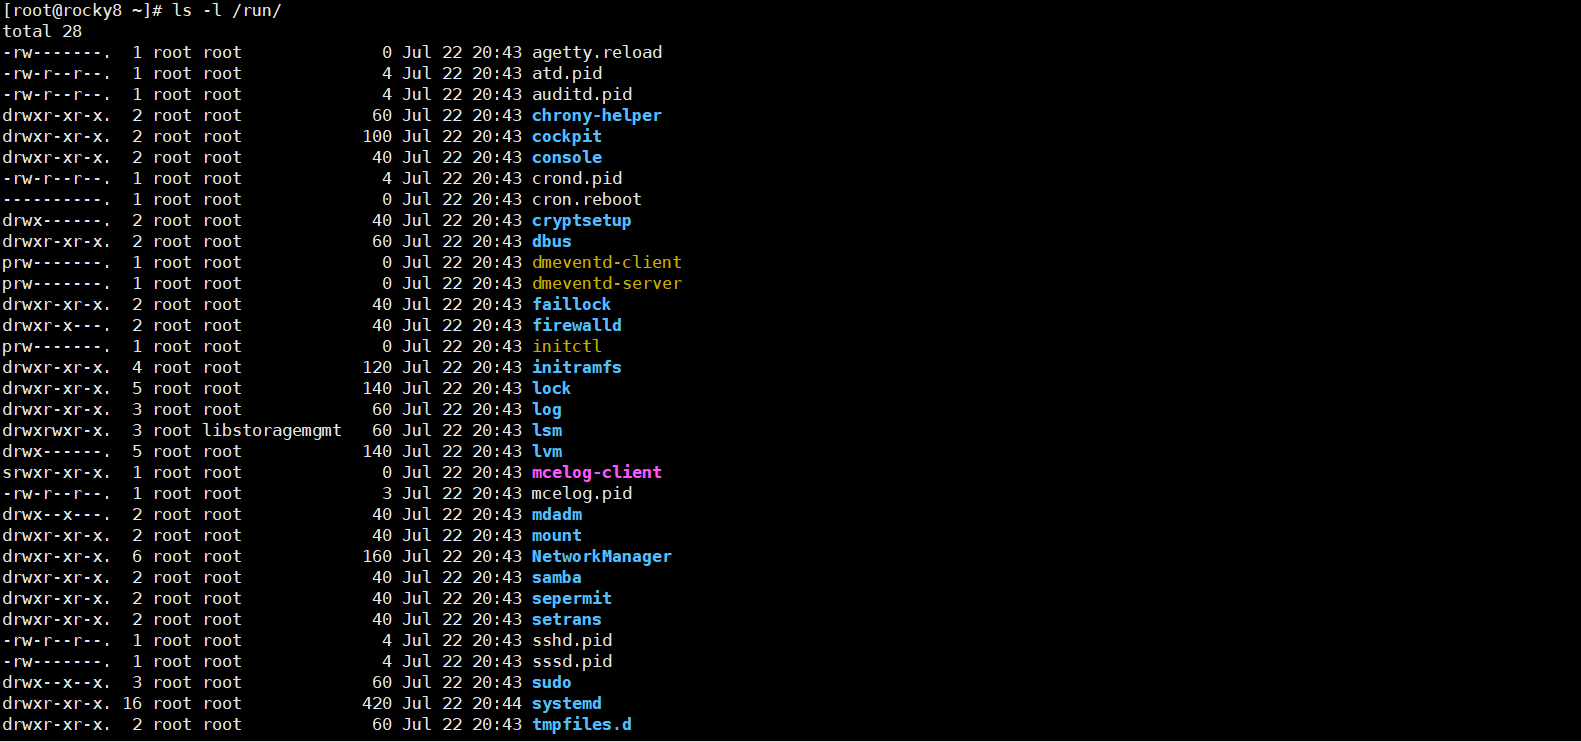 [root@rocky8 ~]# ls -l /run/
total 28
-rw-------.  1 root root              0 Jul 22 20:43 agetty.reload
-rw-r--r--.  1 root root              4 Jul 22 20:43 atd.pid
-rw-r--r--.  1 root root              4 Jul 22 20:43 auditd.pid
drwxr-xr-x.  2 root root             60 Jul 22 20:43 chrony-helper
drwxr-xr-x.  2 root root            100 Jul 22 20:43 cockpit
drwxr-xr-x.  2 root root             40 Jul 22 20:43 console
-rw-r--r--.  1 root root              4 Jul 22 20:43 crond.pid
----------.  1 root root              0 Jul 22 20:43 cron.reboot
drwx------.  2 root root             40 Jul 22 20:43 cryptsetup
drwxr-xr-x.  2 root root             60 Jul 22 20:43 dbus
prw-------.  1 root root              0 Jul 22 20:43 dmeventd-client
prw-------.  1 root root              0 Jul 22 20:43 dmeventd-server
drwxr-xr-x.  2 root root             40 Jul 22 20:43 faillock
drwxr-x---.  2 root root             40 Jul 22 20:43 firewalld
prw-------.  1 root root              0 Jul 22 20:43 initctl
drwxr-xr-x.  4 root root            120 Jul 22 20:43 initramfs
drwxr-xr-x.  5 root root            140 Jul 22 20:43 lock
drwxr-xr-x.  3 root root             60 Jul 22 20:43 log
drwxrwxr-x.  3 root libstoragemgmt   60 Jul 22 20:43 lsm
drwx------.  5 root root            140 Jul 22 20:43 lvm
srwxr-xr-x.  1 root root              0 Jul 22 20:43 mcelog-client
-rw-r--r--.  1 root root              3 Jul 22 20:43 mcelog.pid
drwx--x---.  2 root root             40 Jul 22 20:43 mdadm
drwxr-xr-x.  2 root root             40 Jul 22 20:43 mount
drwxr-xr-x.  6 root root            160 Jul 22 20:43 NetworkManager
drwxr-xr-x.  2 root root             40 Jul 22 20:43 samba
drwxr-xr-x.  2 root root             40 Jul 22 20:43 sepermit
drwxr-xr-x.  2 root root             40 Jul 22 20:43 setrans
-rw-r--r--.  1 root root              4 Jul 22 20:43 sshd.pid
-rw-------.  1 root root              4 Jul 22 20:43 sssd.pid
drwx--x--x.  3 root root             60 Jul 22 20:43 sudo
drwxr-xr-x. 16 root root            420 Jul 22 20:44 systemd
drwxr-xr-x.  2 root root             60 Jul 22 20:43 tmpfiles.d